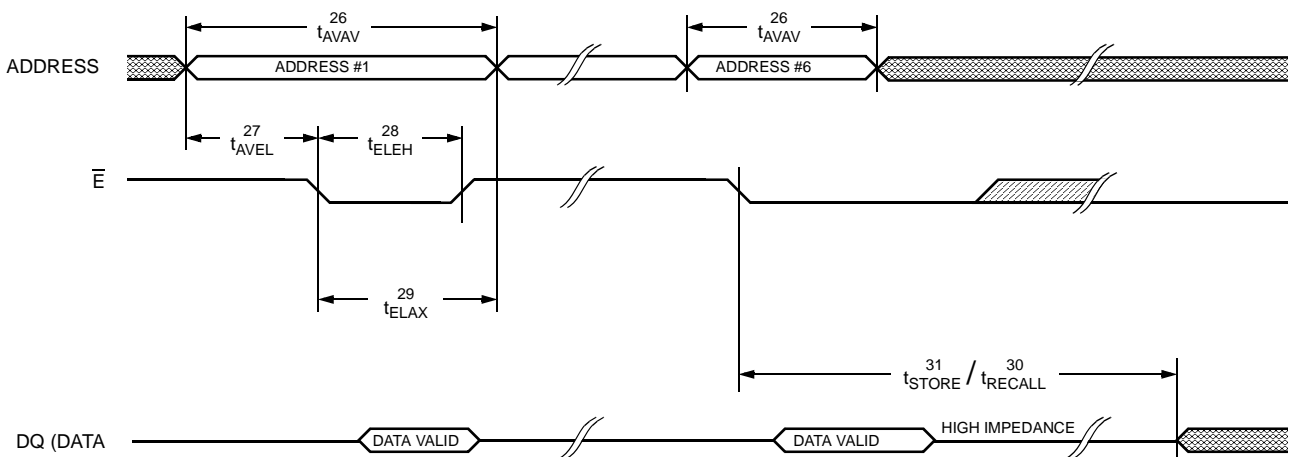 26 26
tAVAV tAVAV
ADDRESS ADDRESS #1 ADDRESS #6
27 28
tAVEL tELEH
E
29
tELAX
31 30
tSTORE / tRECALL
DQ (DATA DATA VALID DATA VALID HIGH IMPEDANCE